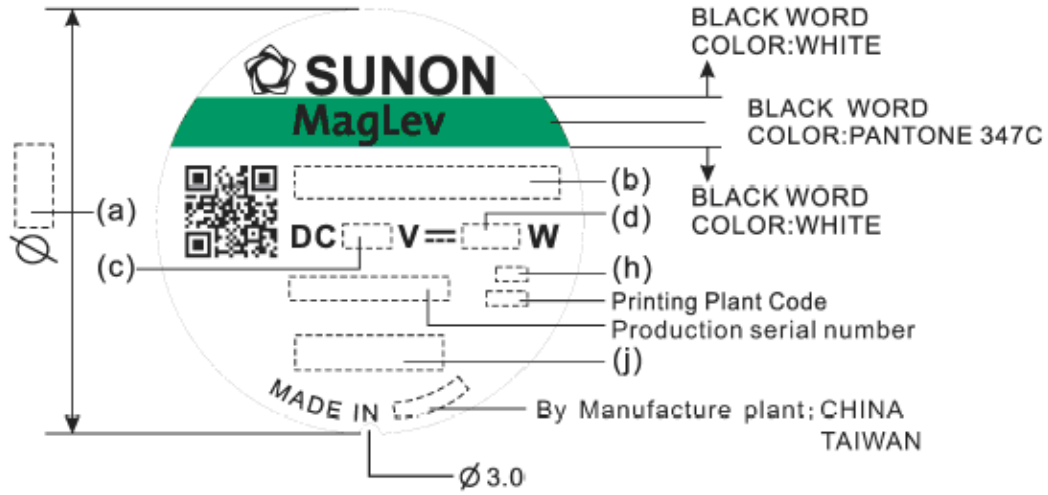 BLACK WORD
COLOR:WHITE
SUNON
MagLev
BLACK WORD
COLOR:PANTONE 347C
(b)
BLACK WORD
COLOR:WHITE
(a)
(d)
DC V W
Ø
(c)
(h)
Printing Plant Code
Production serial number
(j)
MADE IN
By Manufacture plant; CHINA
TAIWAN
Ø 3.0